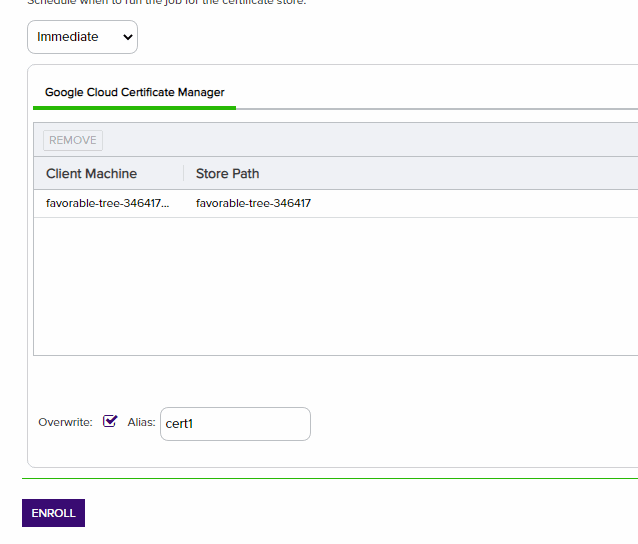 Schedule when to run the job for the certificate store.
Immediate
Google Cloud Certificate Manager
REMOVE
Client Machine Store Path
favorable-tree-346417... favorable-tree-346417
Overwrite: Alias: cert1
ENROLL